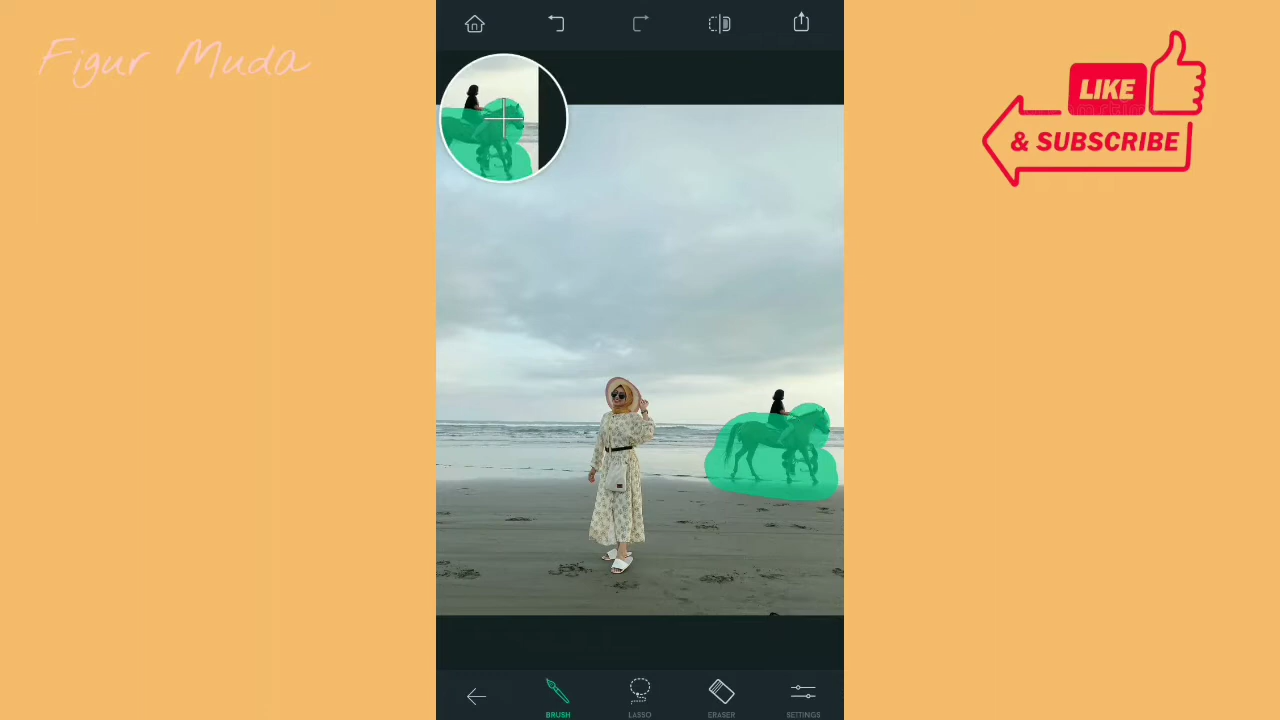 Figur Muda
LIKE
& SUBSCRIBE
BRUSH
LASSO
ERASER
SETTINGS